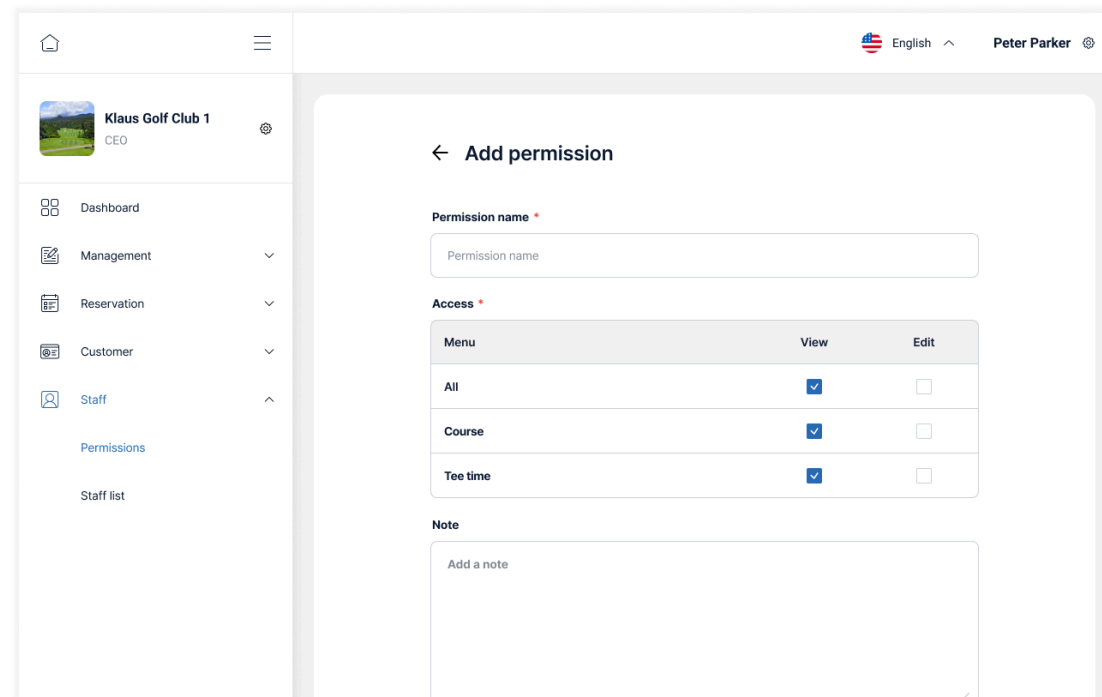 English
Peter Parker
Klaus Golf Club 1
CEO
Dashboard
Management
Reservation
Customer
Staff
Permissions
Staff list
Add permission
Permission name *
Permission name
Access *
Menu View Edit
All
Course
Tee time
Note
Add a note